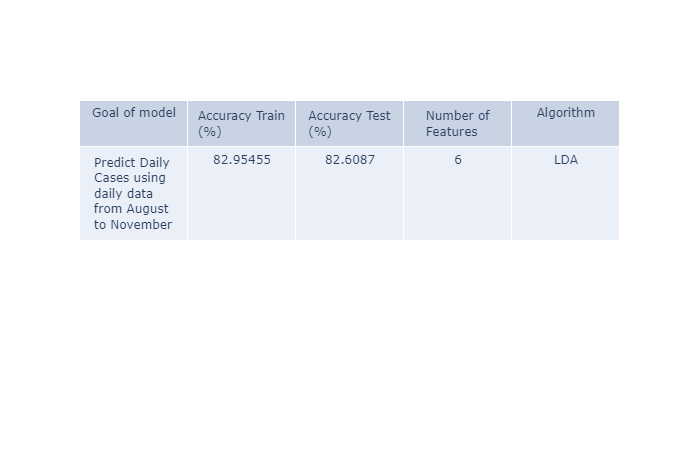 Goal of model
Accuracy Train
(%)
Accuracy Test
(%)
Number of
Features
Algorithm
Predict Daily
Cases using
daily data
from August
to November
82.95455
82.6087
6
LDA